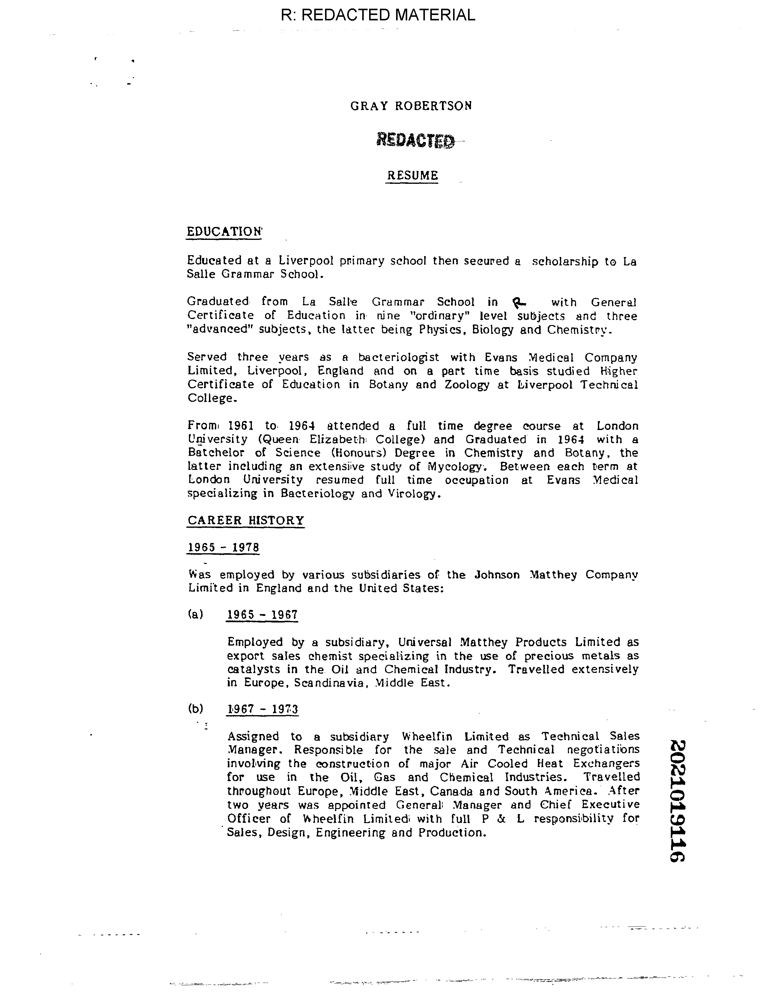 R: REDACTED MATERIAL
GRAY ROBERTSON
REDACTED
RESUME
EDUCATION
Educated at a Liverpool primary school then secured a scholarship to La
Salle Grammar School.
Graduated from La Salle Grammar School in R with General
Certificate of Education in nine "ordinary" level subjects and three
"advanced" subjects, the latter being Physics, Biology and Chemistry.
Served three years as a bacteriologist with Evans Medical Company
Limited, Liverpool, England and on a part time basis studied Higher
Certificate of Education in Botany and Zoology at Liverpool Technical
College.
From 1961 to 1964 attended a full time degree course at London
University (Queen Elizabeth College) and Graduated in 1964 with a
Batchelor of Science (Honours) Degree in Chemistry and Botany, the
latter including an extensive study of Mycology. Between each term at
London University resumed full time occupation at Evans Medical
specializing in Bacteriology and Virology.
CAREER HISTORY
1965 - 1978
Was employed by various subsidiaries of the Johnson Matthey Company
Limited in England and the United States:
(a) 1965 - 1967
Employed by a subsidiary, Universal Matthey Products Limited as
export sales chemist specializing in the use of precious metals as
catalysts in the Oil and Chemical Industry. Travelled extensively
in Europe, Scandinavia, Middle East.
(b) 1967 - 1973
Assigned to a subsidiary Wheelfin Limited as Technical Sales
Manager. Responsible for the sale and Technical negotiations
involving the construction of major Air Cooled Heat Exchangers
for use in the Oil, Gas and Chemical Industries. Travelled
throughout Europe, Middle East, Canada and South America. After
two years was appointed General Manager and Chief Executive
Officer of Wheelfin Limited with full P & L responsibility for
Sales, Design, Engineering and Production.
2021019116